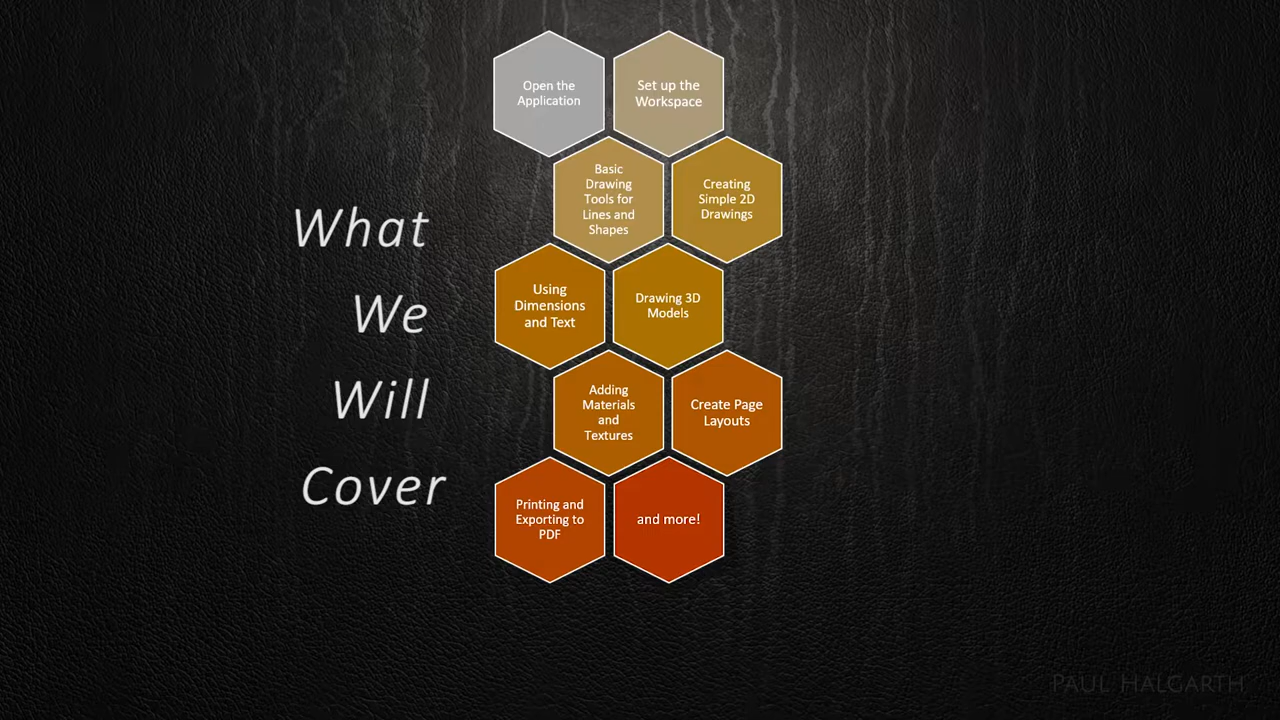 What
We
Will
Cover
Open the
Application
Set up the
Workspace
Basic
Drawing
Tools for
Lines and
Shapes
Creating
Simple 2D
Drawings
Using
Dimensions
and Text
Drawing 3D
Models
Adding
Materials
and
Textures
Create Page
Layouts
Printing and
Exporting to
PDF
and more!
Paul Halgarth